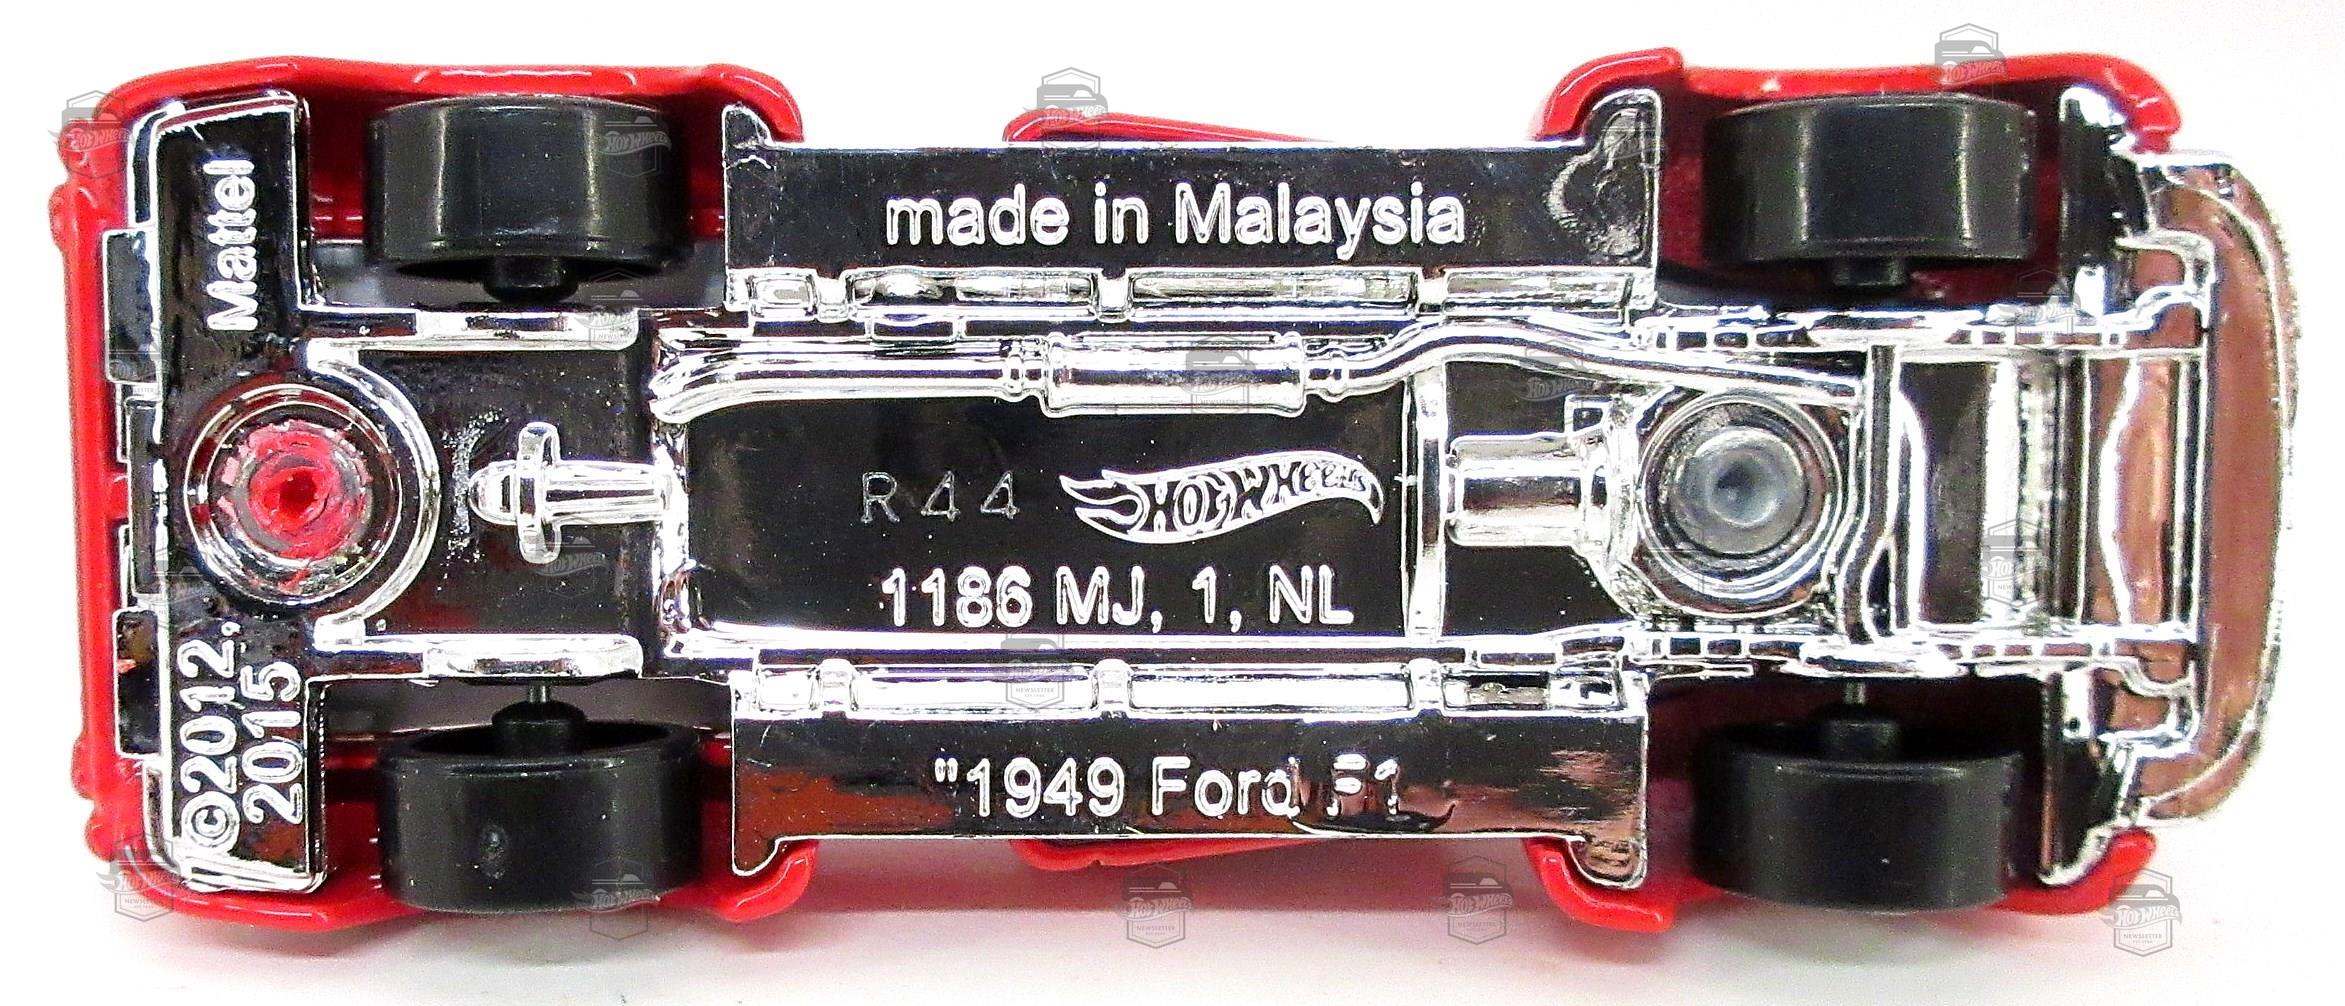 made in Malaysia
Mattel
R44 HOT WHEELS
1186 MJ, 1, NL
©2012,
2015
"1949 Ford F1